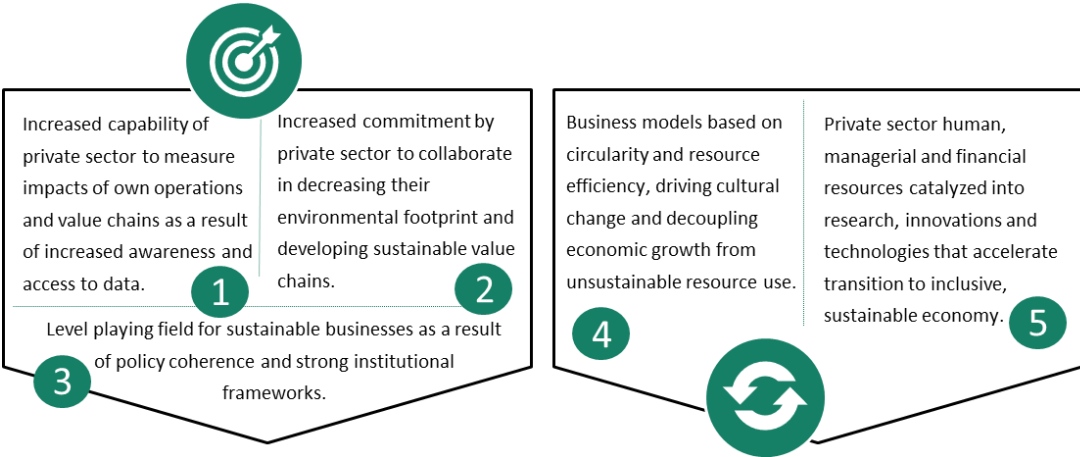 Increased capability of
private sector to measure
impacts of own operations
and value chains as a result
of increased awareness and
access to data.
1
Increased commitment by
private sector to collaborate
in decreasing their
environmental footprint and
developing sustainable value
chains.
2
Level playing field for sustainable businesses as a result
of policy coherence and strong institutional
frameworks.
3
Business models based on
circularity and resource
efficiency, driving cultural
change and decoupling
economic growth from
unsustainable resource use.
4
Private sector human,
managerial and financial
resources catalyzed into
research, innovations and
technologies that accelerate
transition to inclusive,
sustainable economy.
5